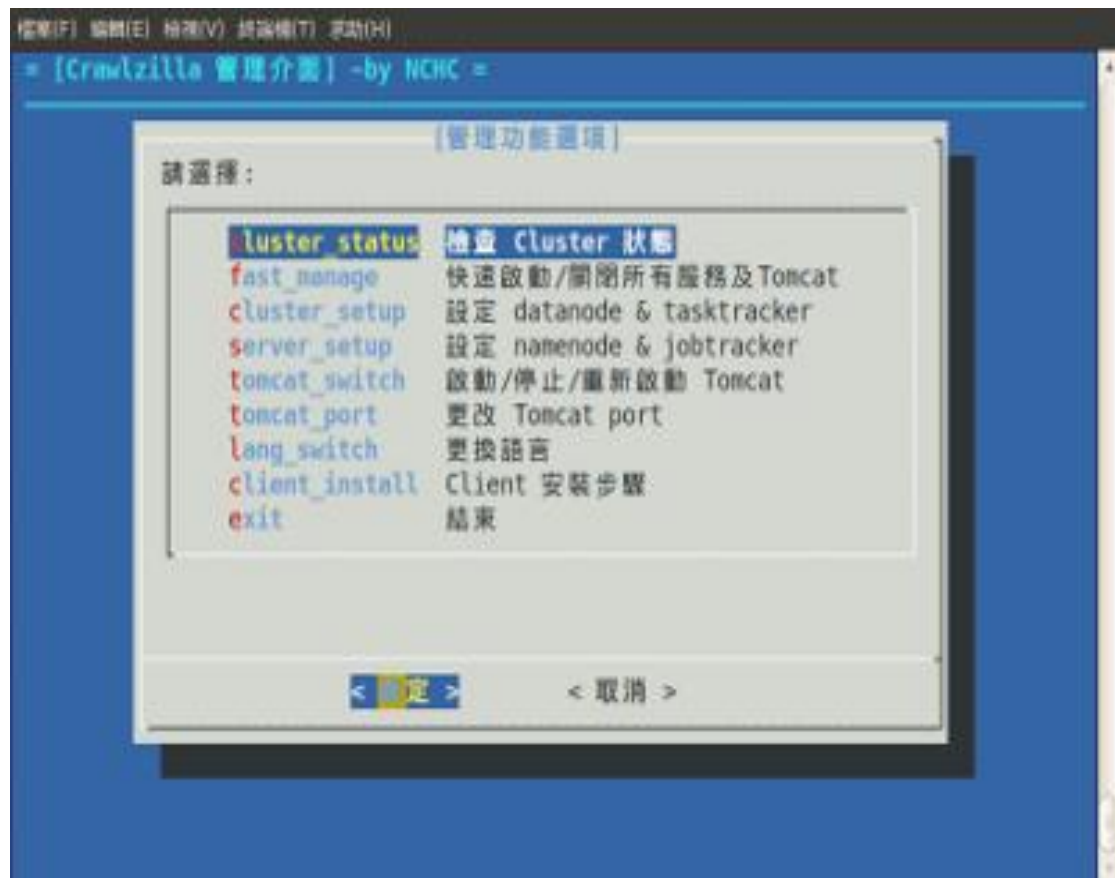 檔案(F) 編輯(E) 檢視(V) 終端機(T) 求助(H)
= [Crawlzilla 管理介面] ~by NCHC =
[管理功能選項]
請選擇:
cluster_status 檢查 Cluster 狀態
fast_manage 快速啟動/關閉所有服務及Tomcat
cluster_setup 設定 datanode & tasktracker
server_setup 設定 namenode & jobtracker
tomcat_switch 啟動/停止/重新啟動 Tomcat
tomcat_port 更改 Tomcat port
lang_switch 更換語言
client_install Client 安裝步驟
exit 結束
< 確定 > < 取消 >